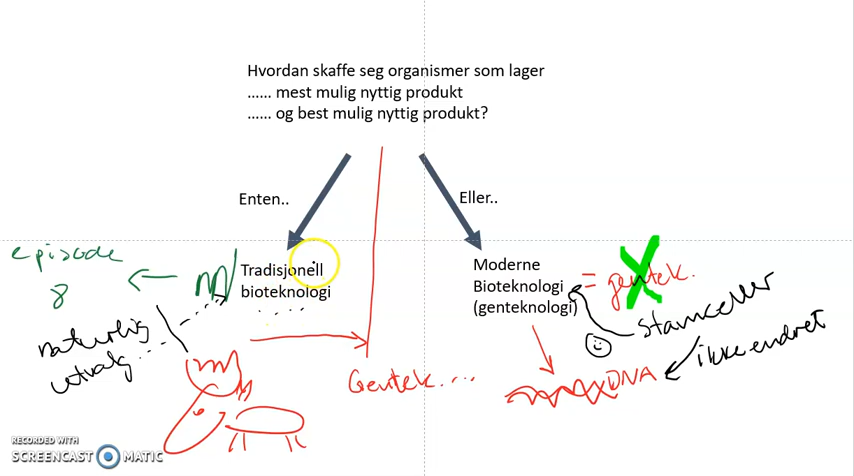 Hvordan skaffe seg organismer som lager
...... mest mulig nyttig produkt
...... og best mulig nyttig produkt?
Enten..
Eller..
episode
8
Tradisjonell
bioteknologi
Moderne
Bioteknologi
(genteknologi)
= gentek.
Stamceller
ikke endret
naturlig
utvalg
Gentek....
DNA
RECORDED WITH
SCREENCAST MATIC